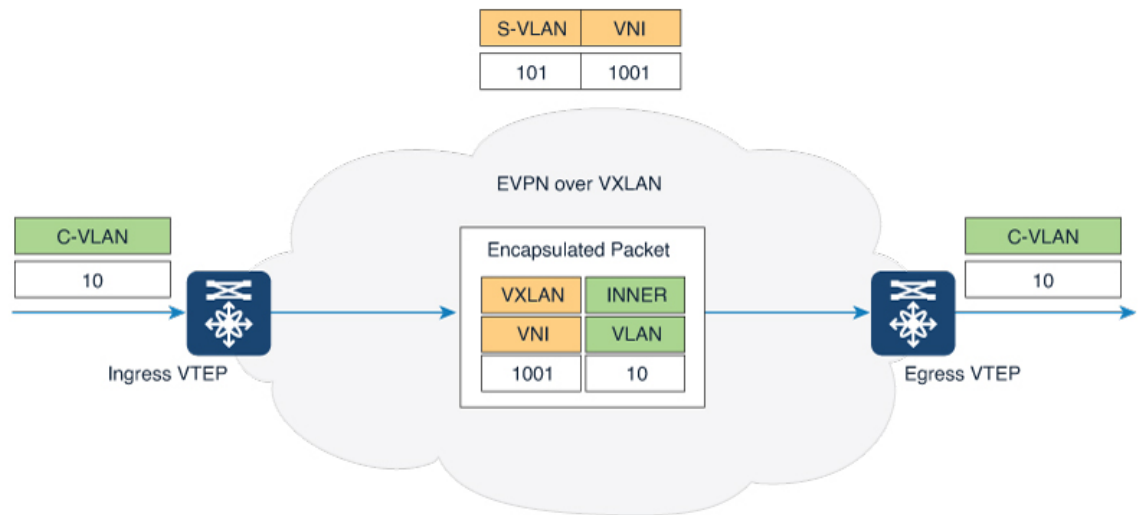 S-VLAN VNI
101 1001
EVPN over VXLAN
C-VLAN
10
Ingress VTEP
Encapsulated Packet
VXLAN INNER
VNI VLAN
1001 10
C-VLAN
10
Egress VTEP